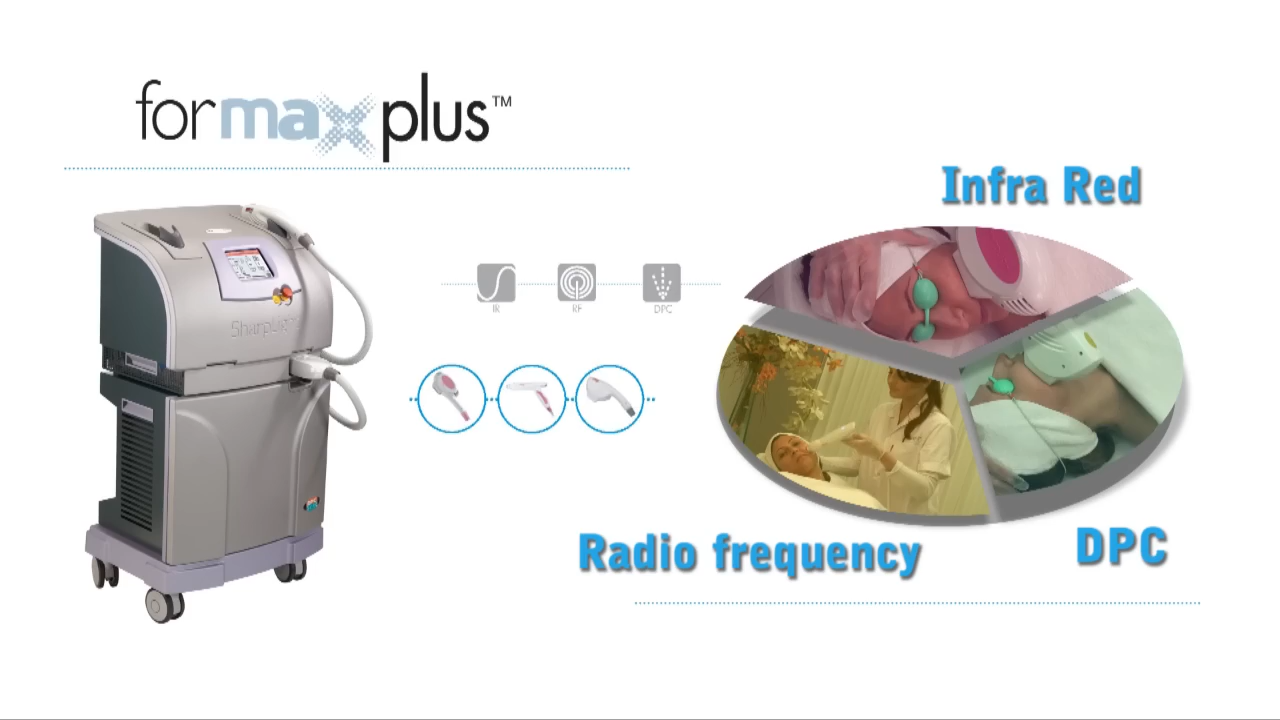 formaxplus™
Infra Red
IR
RF
DPC
Radio frequency
DPC